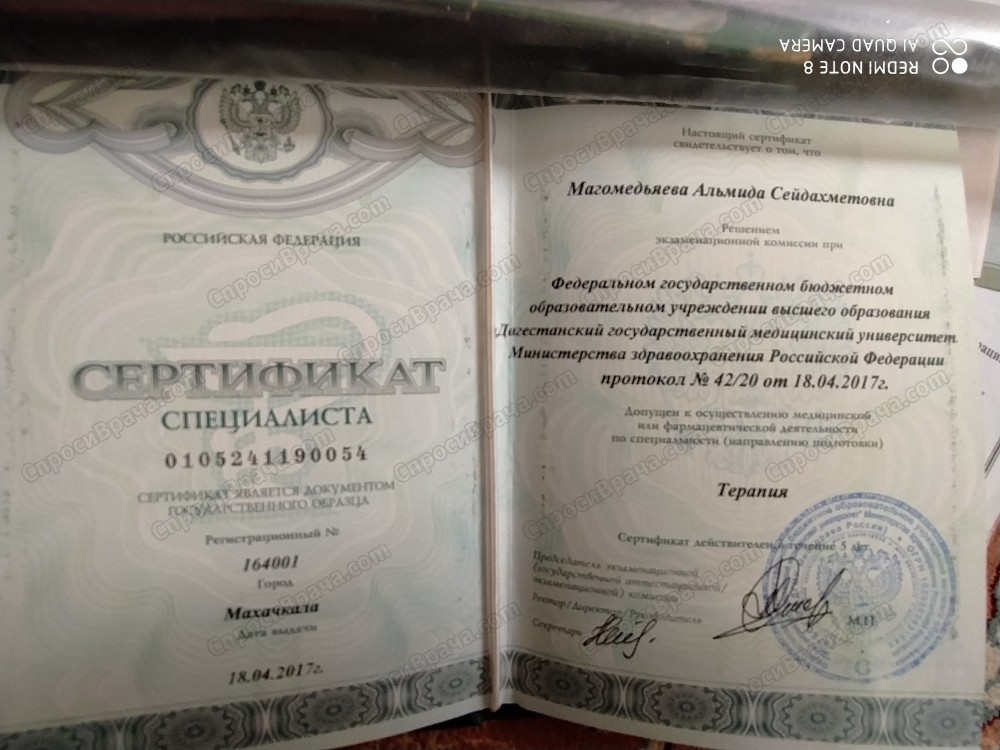 РОССИЙСКАЯ ФЕДЕРАЦИЯ
СЕРТИФИКАТ
СПЕЦИАЛИСТА
0105241190054
СЕРТИФИКАТ ЯВЛЯЕТСЯ ДОКУМЕНТОМ
ГОСУДАРСТВЕННОГО ОБРАЗЦА
Регистрационный №
164001
Город
Махачкала
Дата выдачи
18.04.2017г.
Настоящий сертификат
свидетельствует о том, что
Магомедьяева Альмида Сейдахметовна
Решением
экзаменационной комиссии при
Федеральном государственном бюджетном
образовательном учреждении высшего образования
Дагестанский государственный медицинский университет
Министерства здравоохранения Российской Федерации
протокол № 42/20 от 18.04.2017г.
Допущен к осуществлению медицинской
или фармацевтической деятельности
по специальности (направлению подготовки)
Терапия
Сертификат действителен в течение 5 лет
Председатель экзаменационной
(государственной аттестационной/
экзаменационной) комиссии
Ректор/Директор/Руководитель
Секретарь
М.П.
REDMI NOTE 8
AI QUAD CAMERA
СпросиВрача.com